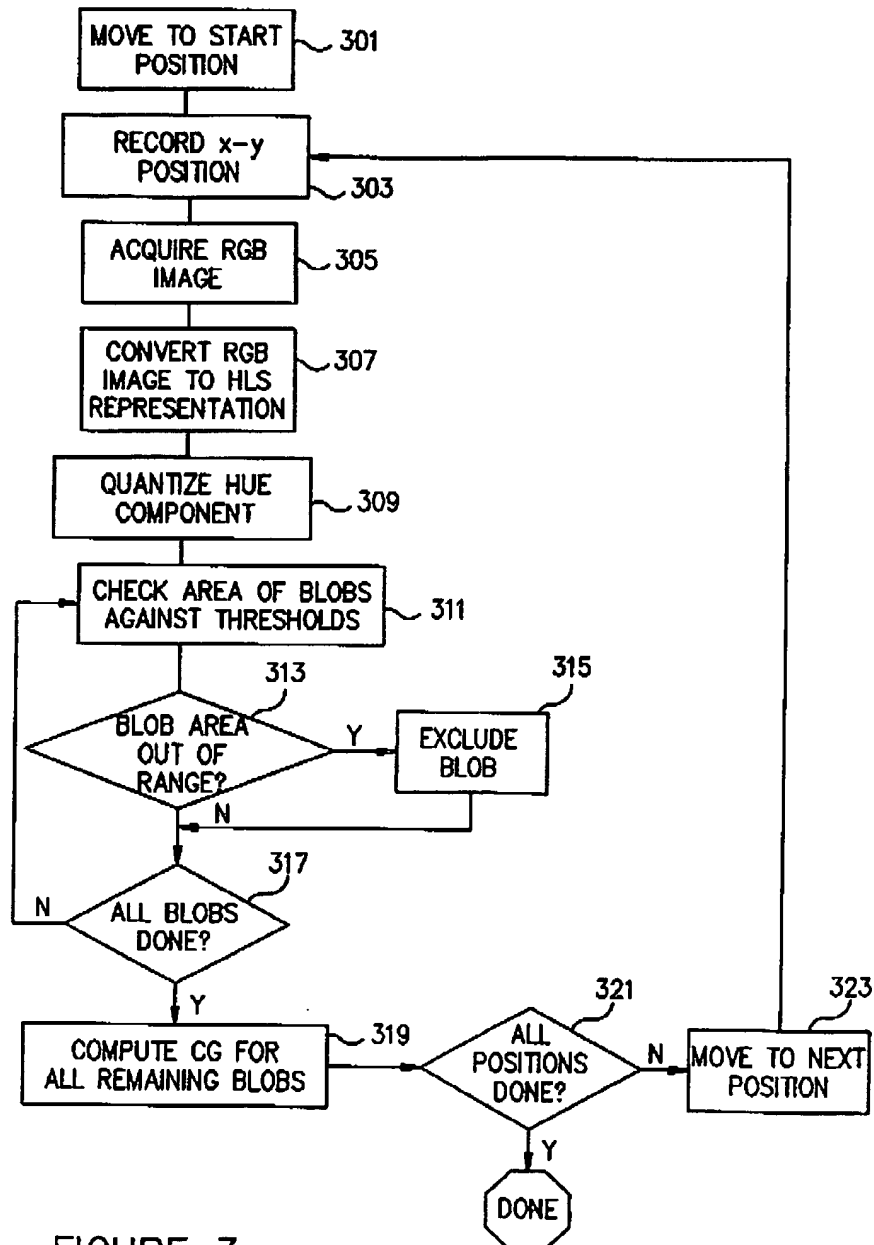 MOVE TO START
POSITION
301
RECORD x-y
POSITION
303
ACQUIRE RGB
IMAGE
305
CONVERT RGB
IMAGE TO HLS
REPRESENTATION
307
QUANTIZE HUE
COMPONENT
309
CHECK AREA OF BLOBS
AGAINST THRESHOLDS
311
313
BLOB AREA
OUT OF
RANGE?
Y
315
EXCLUDE
BLOB
N
317
ALL BLOBS
DONE?
N
Y
319
COMPUTE CG FOR
ALL REMAINING BLOBS
321
ALL
POSITIONS
DONE?
N
323
MOVE TO NEXT
POSITION
Y
DONE
FIGURE